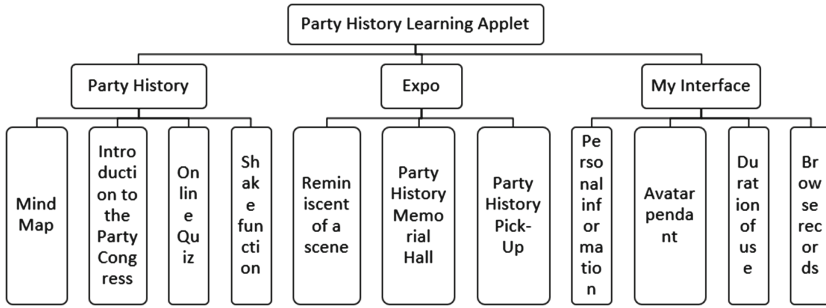 Party History Learning Applet
Party History
Expo
My Interface
Mind
Map
Intro
ducti
on to
the
Party
Cong
ress
On
lin
e
Qu
iz
Sh
ak
e
fun
cti
on
Remin
iscent
of a
scene
Party
History
Memo
rial
Hall
Party
History
Pick-
Up
Pe
rso
nal
inf
or
ma
tio
n
Avatar
penda
nt
Du
rat
ion
of
us
e
Br
ow
se
rec
or
ds